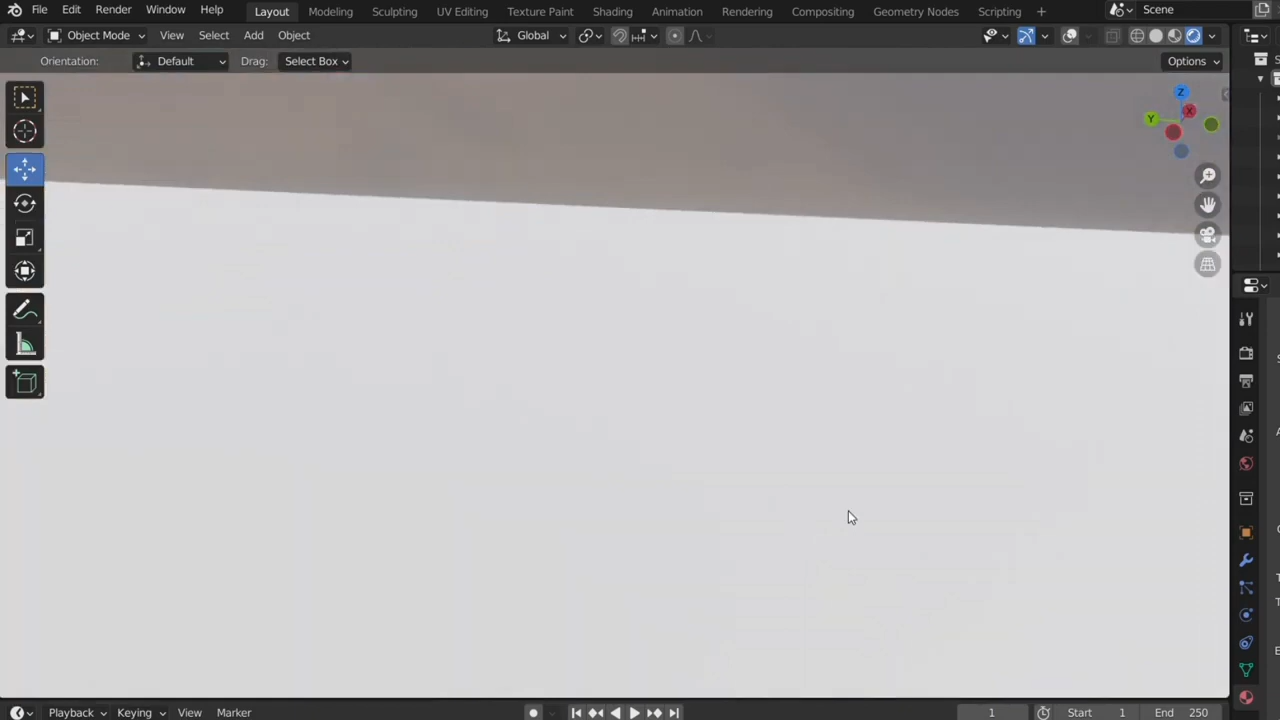 File Edit Render Window Help Layout Modeling Sculpting UV Editing Texture Paint Shading Animation Rendering Compositing Geometry Nodes Scripting + Scene
Object Mode View Select Add Object Global Options
Orientation: Default Drag: Select Box
Z
X
Y
Playback Keying View Marker 1 Start 1 End 250